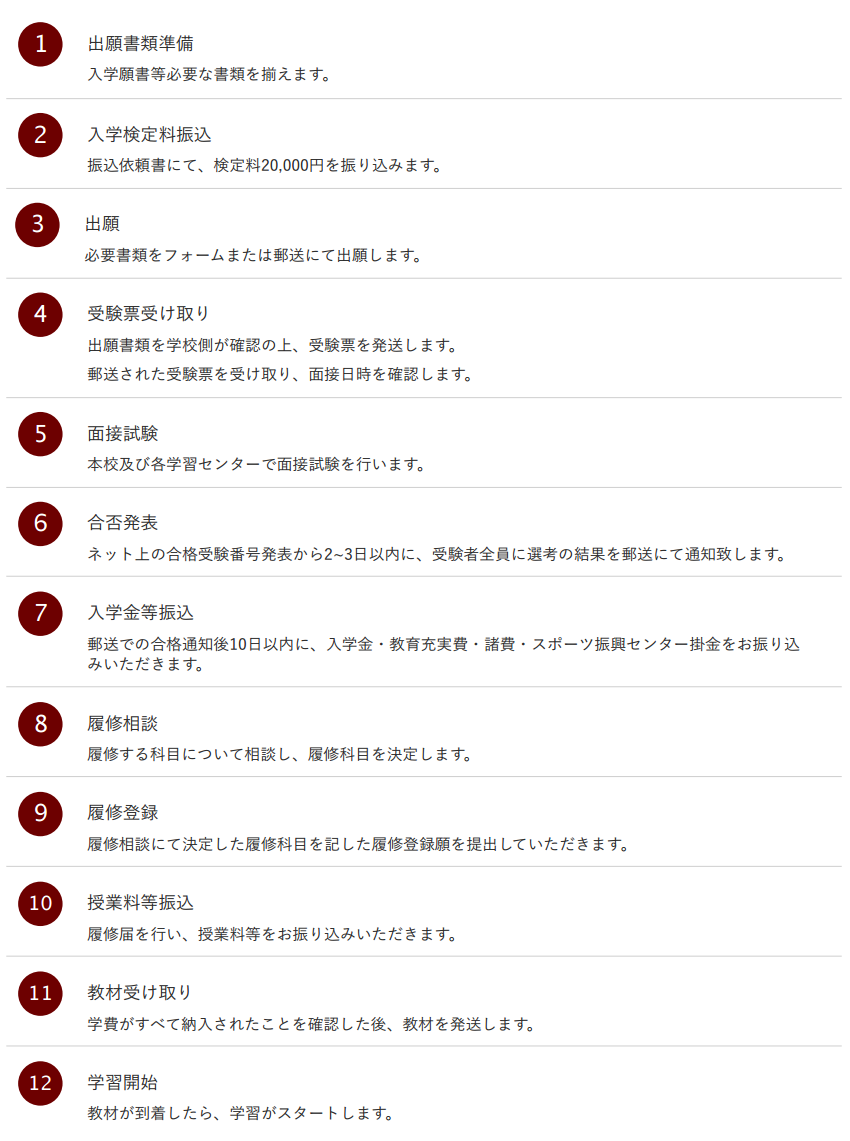 1
出願書類準備
入学願書等必要な書類を揃えます。
2
入学検定料振込
振込依頼書にて、検定料20,000円を振り込みます。
3
出願
必要書類をフォームまたは郵送にて出願します。
4
受験票受け取り
出願書類を学校側が確認の上、受験票を発送します。
郵送された受験票を受け取り、面接日時を確認します。
5
面接試験
本校及び各学習センターで面接試験を行います。
6
合否発表
ネット上の合格受験番号発表から2~3日以内に、受験者全員に選考の結果を郵送にて通知致します。
7
入学金等振込
郵送での合格通知後10日以内に、入学金・教育充実費・諸費・スポーツ振興センター掛金をお振り込
みいただきます。
8
履修相談
履修する科目について相談し、履修科目を決定します。
9
履修登録
履修相談にて決定した履修科目を記した履修登録願を提出していただきます。
10
授業料等振込
履修届を行い、授業料等をお振り込みいただきます。
11
教材受け取り
学費がすべて納入されたことを確認した後、教材を発送します。
12
学習開始
教材が到着したら、学習がスタートします。